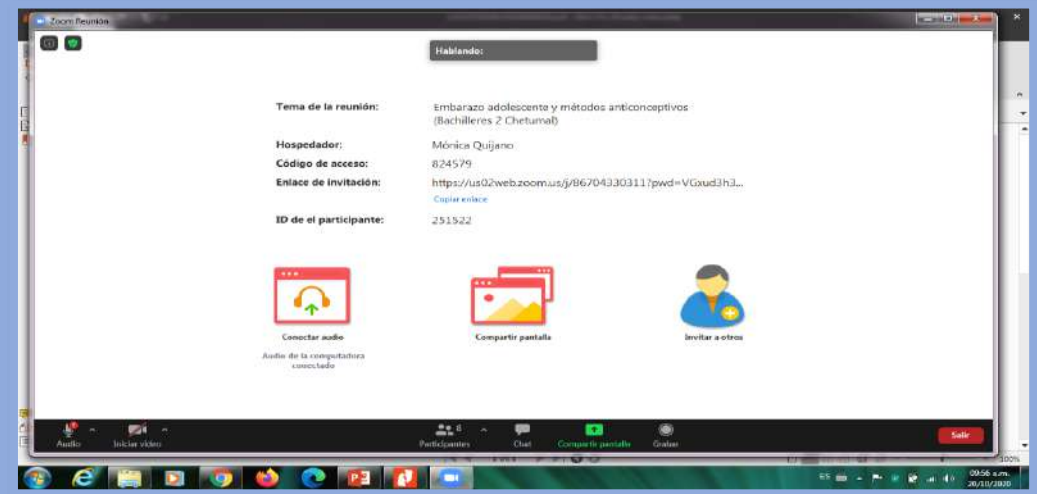 Zoom Reunión
Hablando:
Tema de la reunión:
Embarazo adolescente y métodos anticonceptivos
(Bachilleres 2 Chetumal)
Hospedador:
Mónica Quijano
Código de acceso:
824579
Enlace de invitación:
https://us02web.zoom.us/j/86704330311?pwd=VGxud3h3...
Copiar enlace
ID de el participante:
251522
Conectar audio
Compartir pantalla
Invitar a otros
Audio de la computadora
conectado
Audio
Iniciar video
Participantes
Chat
Compartir pantalla
Grabar
Salir
100%
ES
09:56 a.m.
20/10/2020